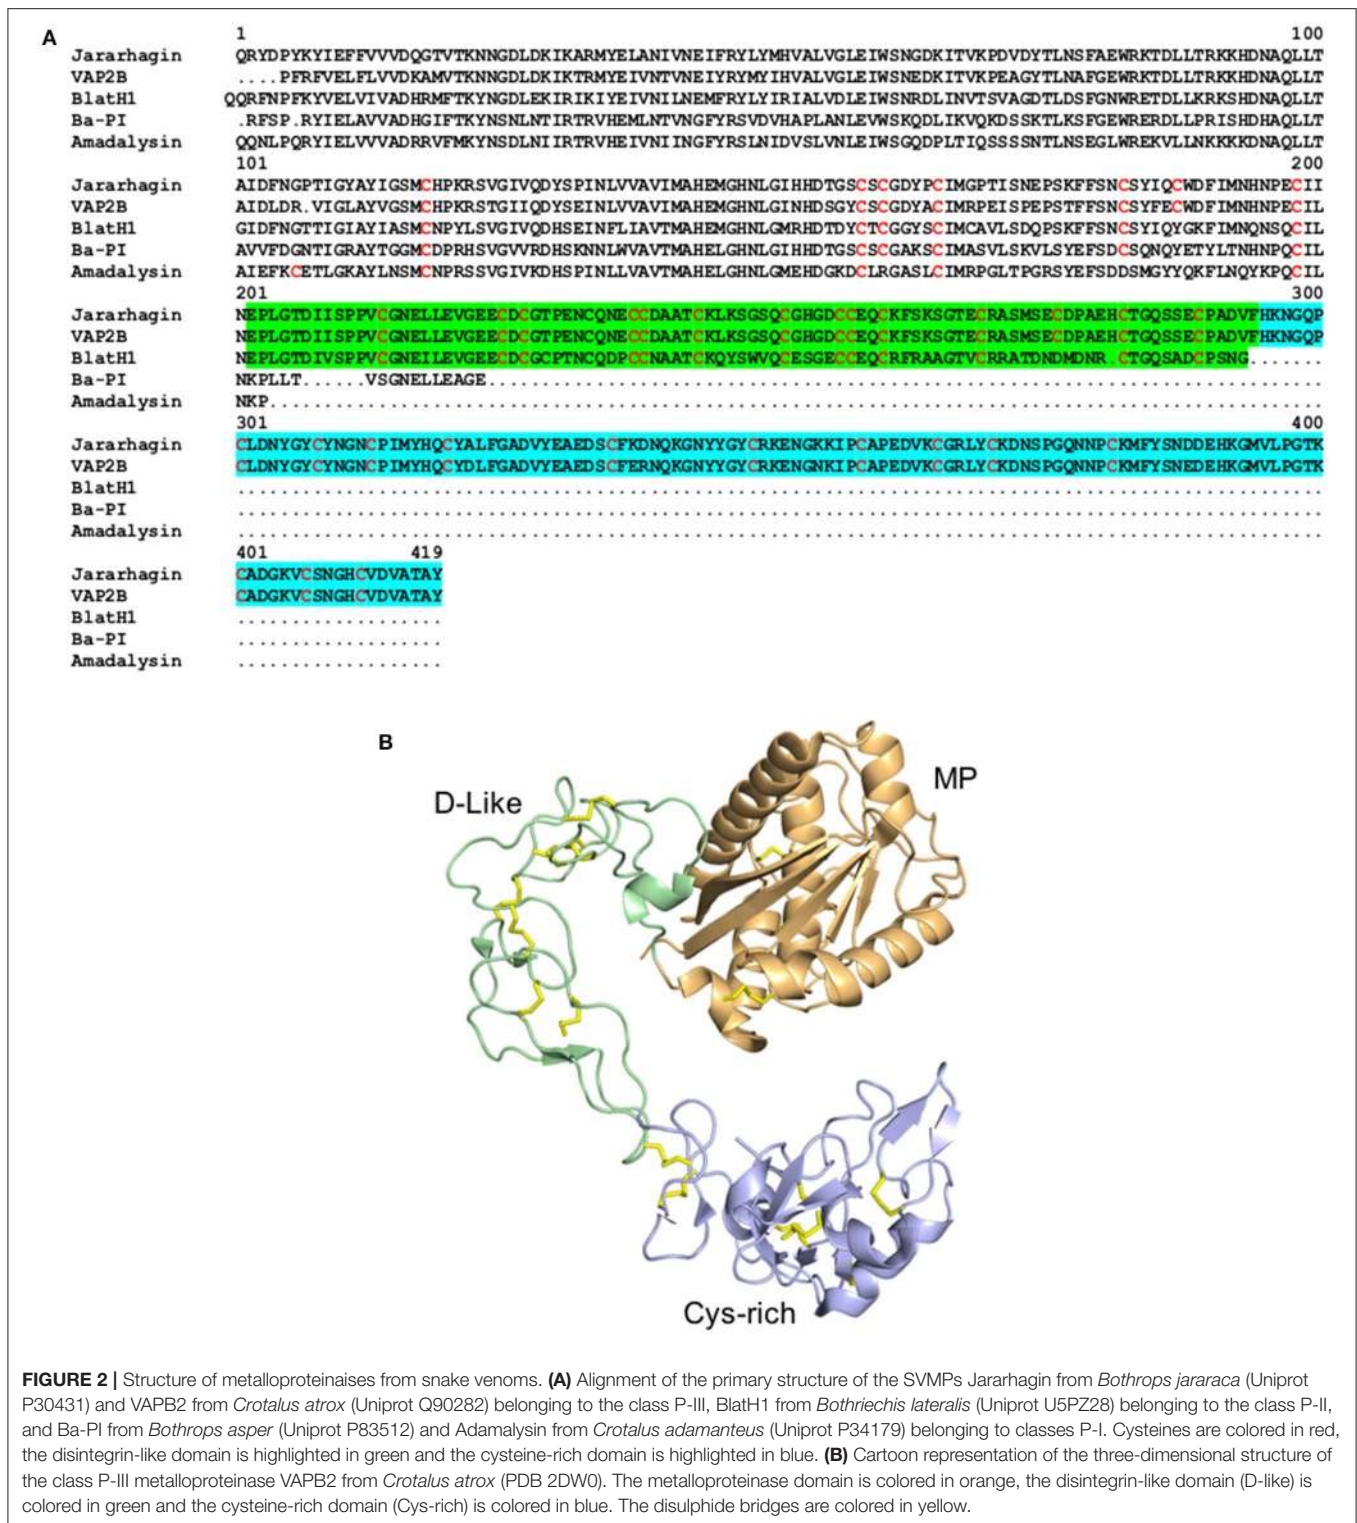 A
1 100
Jararhagin QRYDPYKYIEFFVVVDQGTVTKNNGDLDKIKARMYELANIVNEIFRYLYMHVALVGLEIWSNGDKITVKPDVDYTLNSFAEWRKTDLLTRKKHDNAQLLT
VAP2B ....PFRFVELFLVVDKAMVTKNNGDLDKIKTRMYEIVNTVNEIYRYMYIHVALVGLEIWSNEDKITVKPEAGYTLNAFGEWRKTDLLTRKKHDNAQLLT
BlatH1 QQRFNPFKYVELVIVADHRMFTKYNGDLEKIRIKIYEIVNILNEMFRYLYIRIALVDLEIWSNRDLINVTSVAGDTLDSFGNWRETDLLKRKSHDNAQLLT
Ba-PI .RFSP.RYIELAVVADHGIFTKYNSNLNTIRTRVHEMLNTVNGFYRSVDVHAPLANLEVWSKQDLIKVQKDSSKTLKSFGEWRERDLLPRISHDHAQLLT
Amadalysin QQNLPQRYIELVVVADRRVFMKYNSDLNIIRTRVHEIVNIINGFYRSLNIDVSLVNLEIWSGQDPLTIQSSSSNTLNSEGLWREKVLLNKKKKDNAQLLT
101 200
Jararhagin AIDFNGPTIGYAYIGSMCHPKRSVGIVQDYSPINLVVAVIMAHEMGHNLGIHHDTGSCSCGDYPCIMGPTISNEPSKFFSNCSYIQCWDFIMNHNPECII
VAP2B AIDLDR.VIGLAYVGSMCHPKRSTGIIQDYSEINLVVAVIMAHEMGHNLGINHDSGYCSCGDYACIMRPEISPEPSTFFSNCSYFECWDFIMNHNPECIL
BlatH1 GIDFNGTTIGIAYIASMCNPYLSVGIVQDHSEINFLIAVTMAHEMGHNLGMRHDTDYCTCGGYSCIMCAVLSDQPSKFFSNCSYIQYGKFIMNQNSQCIL
Ba-PI AVVFDGNTIGRAYTGGMCDPRHSVGVVRDHSKNNLWVAVTMAHELGHNLGIHHDTGSCSCGAKSCIMASVLSKVLSYEFSDCSQNQYETYLTNHNPQCIL
Amadalysin AIEFKCETLGKAYLNSMCNPRSSVGIVKDHSPINLLVAVTMAHELGHNLGMEHDGKDCLRGASLCIMRPGLTPGRSYEFSDDSMGYYQKFLNQYKPQCIL
201 300
Jararhagin NEPLGTDIISPPVCGNELLEVGEECDCGTPENCQNECCDAATCKLKSGSQCGHGDCCEQCKFSKSGTECRASMSECDPAEHCTGQSSECPADVFHKNGQP
VAP2B NEPLGTDIISPPVCGNELLEVGEECDCGTPENCQNECCDAATCKLKSGSQCGHGDCCEQCKFSKSGTECRASMSECDPAEHCTGQSSECPADVFHKNGQP
BlatH1 NEPLGTDIVSPPVCGNEILEVGEECDCGCPTNCQDPCCNAATCKQYSWVQCESGECCEQCRFRAAGTVCRRATDNDMDNR.CTGQSADCPSNG.......
Ba-PI NKPLLT......VSGNELLEAGE.............................................................................
Amadalysin NKP.................................................................................................
301 400
Jararhagin CLDNYGYCYNGNCPIMYHQCYALFGADVYEAEDSCFKDNQKGNYYGYCRKENGKKIPCAPEDVKCGRLYCKDNSPGQNNPCKMFYSNDDEHKGMVLPGTK
VAP2B CLDNYGYCYNGNCPIMYHQCYDLFGADVYEAEDSCFERNQKGNYYGYCRKENGNKIPCAPEDVKCGRLYCKDNSPGQNNPCKMFYSNEDEHKGMVLPGTK
BlatH1 ....................................................................................................
Ba-PI ....................................................................................................
Amadalysin ....................................................................................................
401 419
Jararhagin CADGKVCSNGHCVDVATAY
VAP2B CADGKVCSNGHCVDVATAY
BlatH1 ...................
Ba-PI ...................
Amadalysin ...................
B
MP
D-Like
Cys-rich
FIGURE 2 | Structure of metalloproteinaises from snake venoms. (A) Alignment of the primary structure of the SVMPs Jararhagin from Bothrops jararaca (Uniprot
P30431) and VAPB2 from Crotalus atrox (Uniprot Q90282) belonging to the class P-III, BlatH1 from Bothriechis lateralis (Uniprot U5PZ28) belonging to the class P-II,
and Ba-PI from Bothrops asper (Uniprot P83512) and Adamalysin from Crotalus adamanteus (Uniprot P34179) belonging to classes P-I. Cysteines are colored in red,
the disintegrin-like domain is highlighted in green and the cysteine-rich domain is highlighted in blue. (B) Cartoon representation of the three-dimensional structure of
the class P-III metalloproteinase VAPB2 from Crotalus atrox (PDB 2DW0). The metalloproteinase domain is colored in orange, the disintegrin-like domain (D-like) is
colored in green and the cysteine-rich domain (Cys-rich) is colored in blue. The disulphide bridges are colored in yellow.